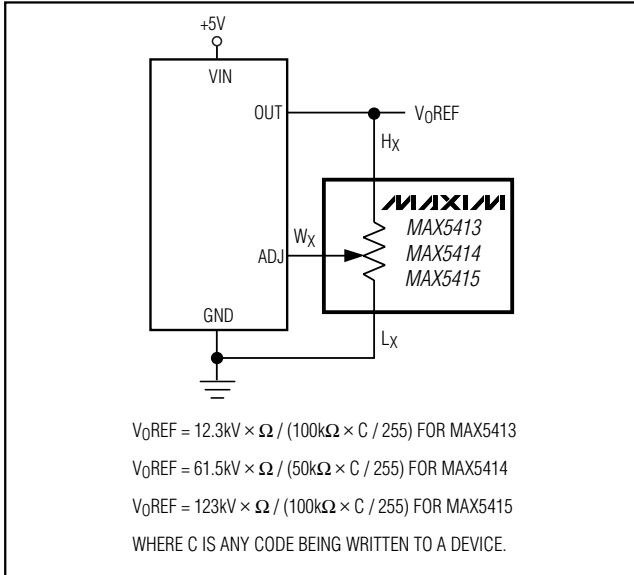 +5V
VIN
OUT
V0REF
HX
MAXIM
MAX5413
WX
MAX5414
ADJ
MAX5415
GND
LX
V0REF = 12.3kV × Ω / (100kΩ × C / 255) FOR MAX5413
V0REF = 61.5kV × Ω / (50kΩ × C / 255) FOR MAX5414
V0REF = 123kV × Ω / (100kΩ × C / 255) FOR MAX5415
WHERE C IS ANY CODE BEING WRITTEN TO A DEVICE.